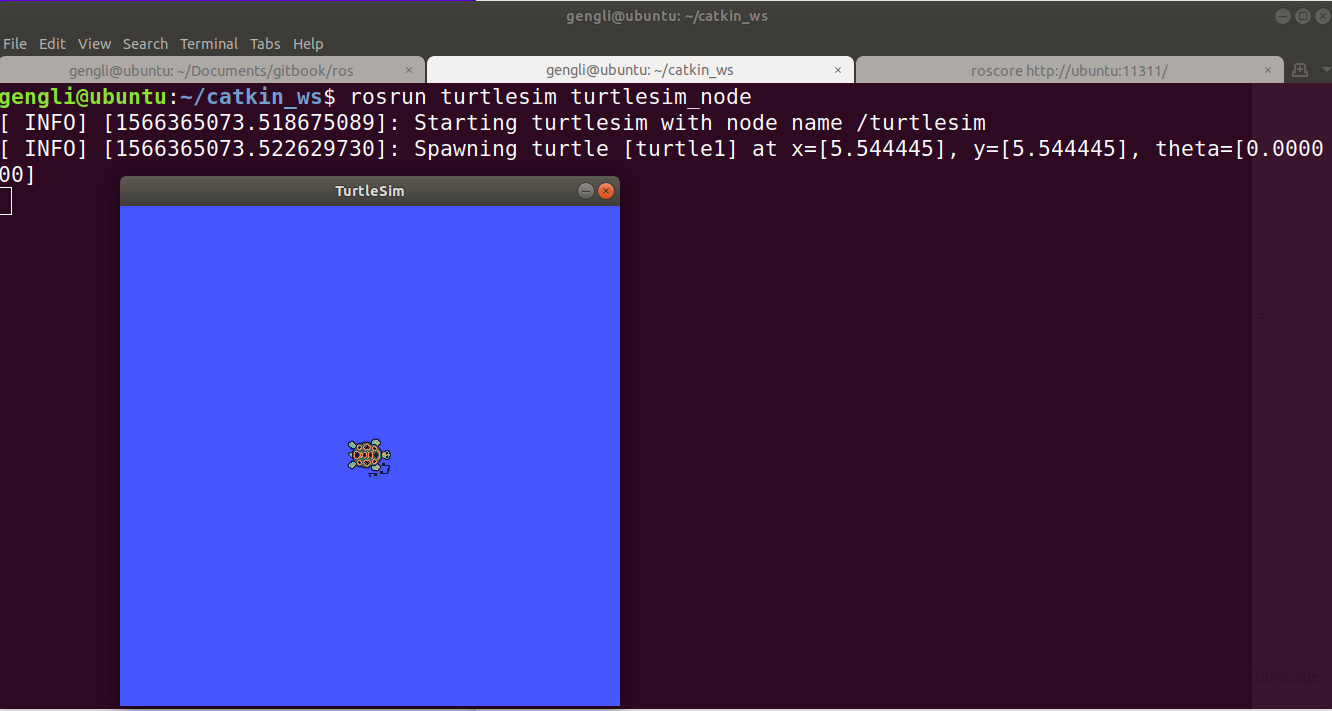 gengli@ubuntu: ~/catkin_ws
File Edit View Search Terminal Tabs Help
gengli@ubuntu: ~/Documents/gitbook/ros × gengli@ubuntu: ~/catkin_ws × roscore http://ubuntu:11311/ ×
gengli@ubuntu:~/catkin_ws$ rosrun turtlesim turtlesim_node
[ INFO] [1566365073.518675089]: Starting turtlesim with node name /turtlesim
[ INFO] [1566365073.522629730]: Spawning turtle [turtle1] at x=[5.544445], y=[5.544445], theta=[0.0000
00]
TurtleSim
Language